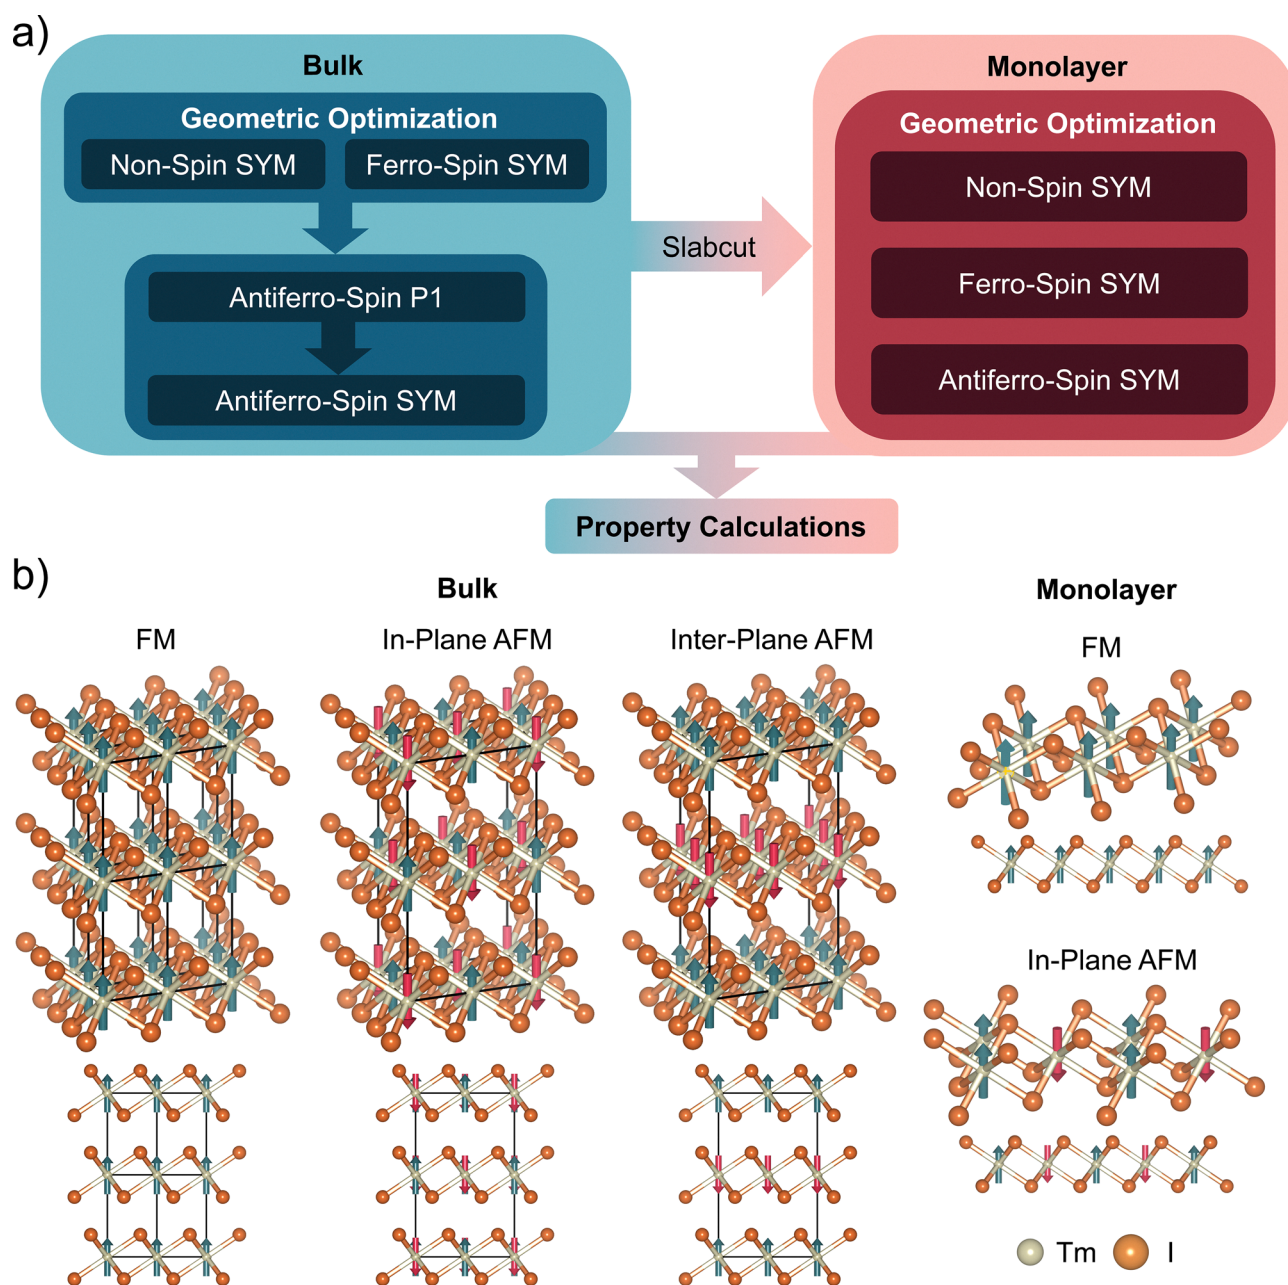 a)
Bulk
Geometric Optimization
Non-Spin SYM
Ferro-Spin SYM
Antiferro-Spin P1
Antiferro-Spin SYM
Slabcut
Monolayer
Geometric Optimization
Non-Spin SYM
Ferro-Spin SYM
Antiferro-Spin SYM
Property Calculations
b)
Bulk
Monolayer
FM
In-Plane AFM
Inter-Plane AFM
FM
In-Plane AFM
Tm
I